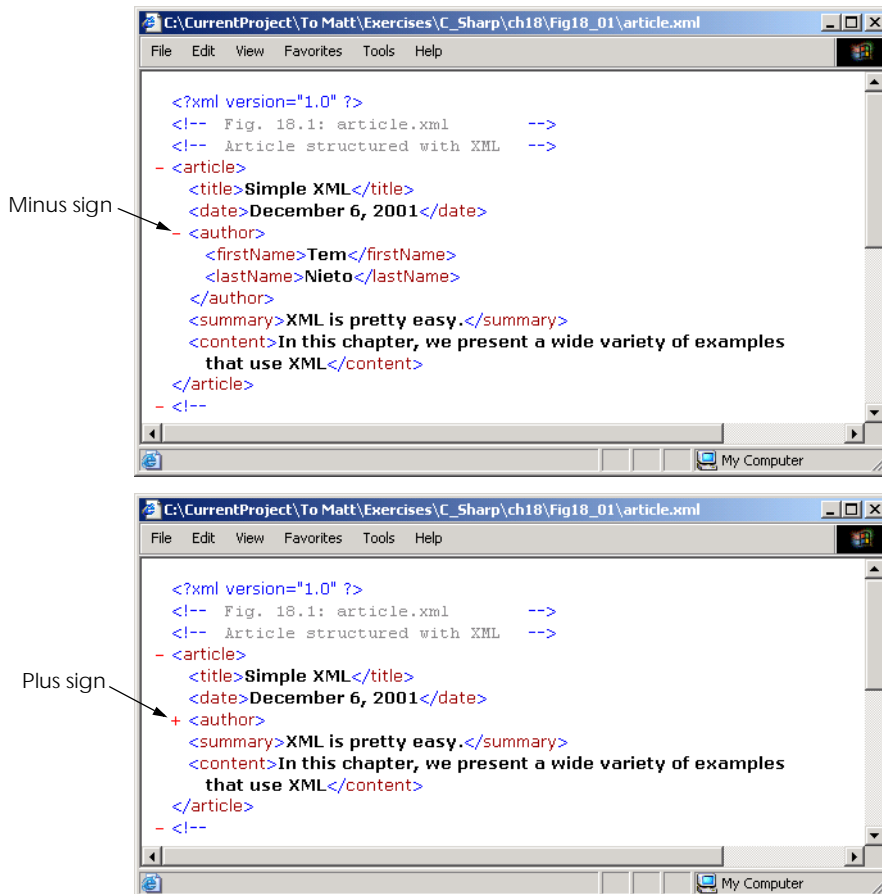 C:\CurrentProject\To Matt\Exercises\C_Sharp\ch18\Fig18_01\article.xml
File Edit View Favorites Tools Help
<?xml version="1.0" ?>
<!-- Fig. 18.1: article.xml -->
<!-- Article structured with XML -->
- <article>
<title>Simple XML</title>
<date>December 6, 2001</date>
Minus sign
- <author>
<firstName>Tem</firstName>
<lastName>Nieto</lastName>
</author>
<summary>XML is pretty easy.</summary>
<content>In this chapter, we present a wide variety of examples
that use XML</content>
</article>
- <!--
My Computer
C:\CurrentProject\To Matt\Exercises\C_Sharp\ch18\Fig18_01\article.xml
File Edit View Favorites Tools Help
<?xml version="1.0" ?>
<!-- Fig. 18.1: article.xml -->
<!-- Article structured with XML -->
- <article>
<title>Simple XML</title>
<date>December 6, 2001</date>
Plus sign
+ <author>
<summary>XML is pretty easy.</summary>
<content>In this chapter, we present a wide variety of examples
that use XML</content>
</article>
- <!--
My Computer